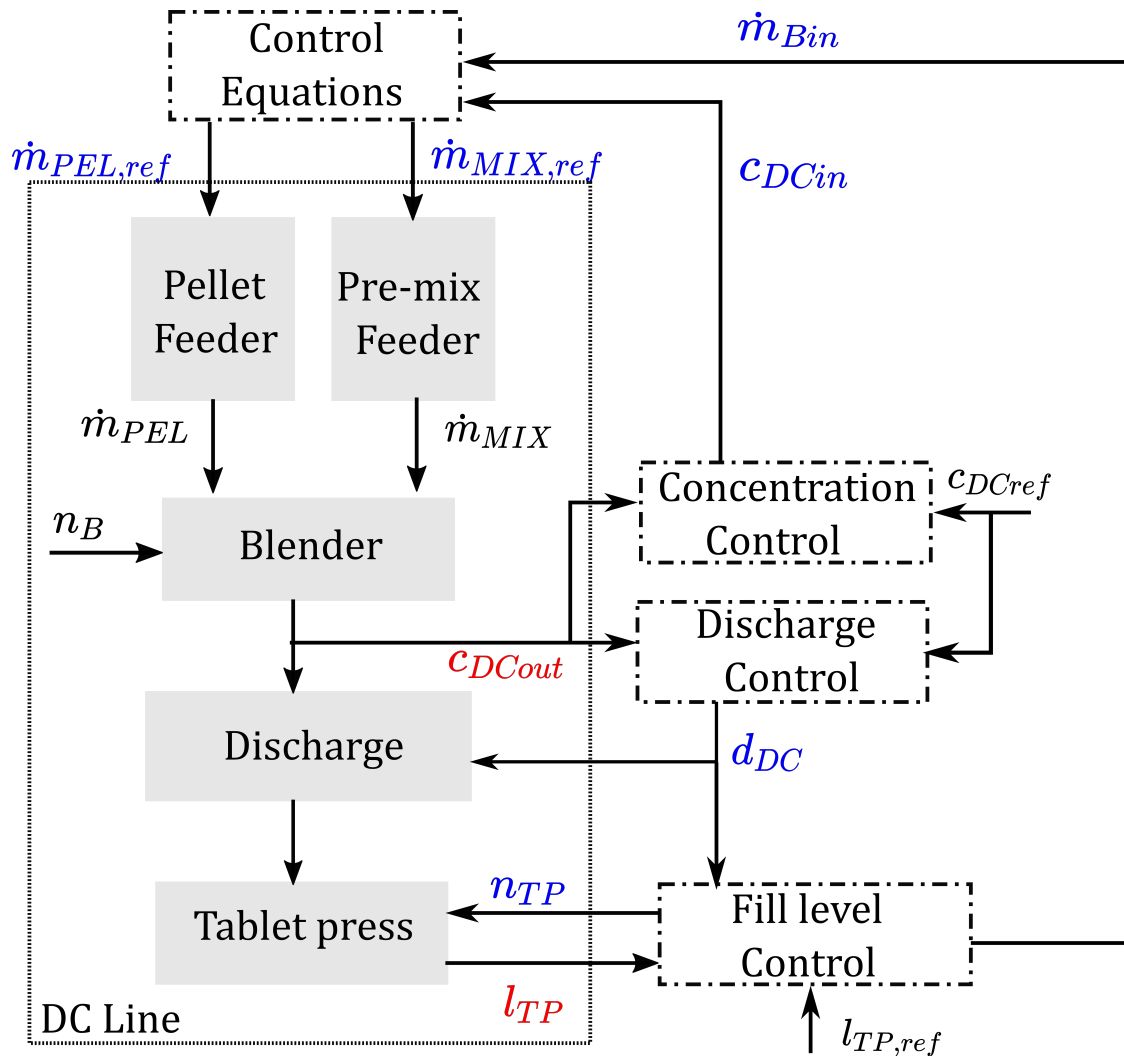 Control
Equations
ṁ_Bin
ṁ_PEL,ref
ṁ_MIX,ref
c_DCin
Pellet
Feeder
Pre-mix
Feeder
ṁ_PEL
ṁ_MIX
n_B
Blender
Concentration
Control
c_DCref
Discharge
Control
c_DCout
Discharge
d_DC
Tablet press
n_TP
l_TP
Fill level
Control
DC Line
l_TP,ref